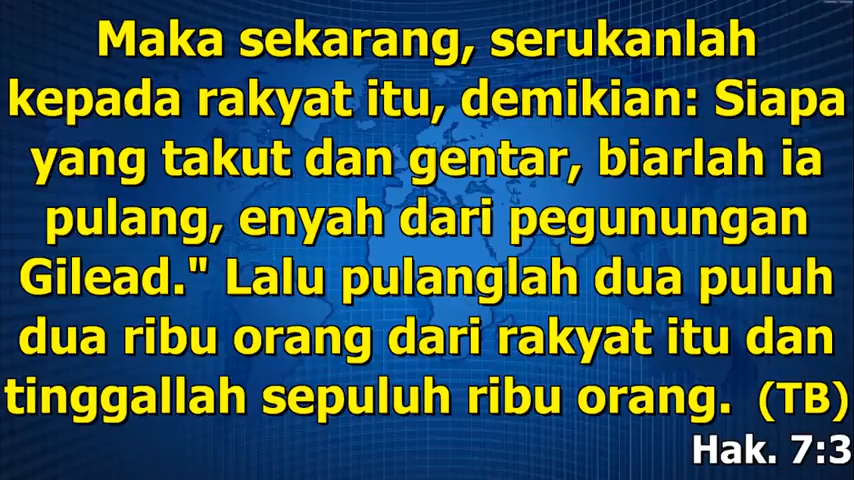 Maka sekarang, serukanlah
kepada rakyat itu, demikian: Siapa
yang takut dan gentar, biarlah ia
pulang, enyah dari pegunungan
Gilead." Lalu pulanglah dua puluh
dua ribu orang dari rakyat itu dan
tinggallah sepuluh ribu orang. (TB)
Hak. 7:3